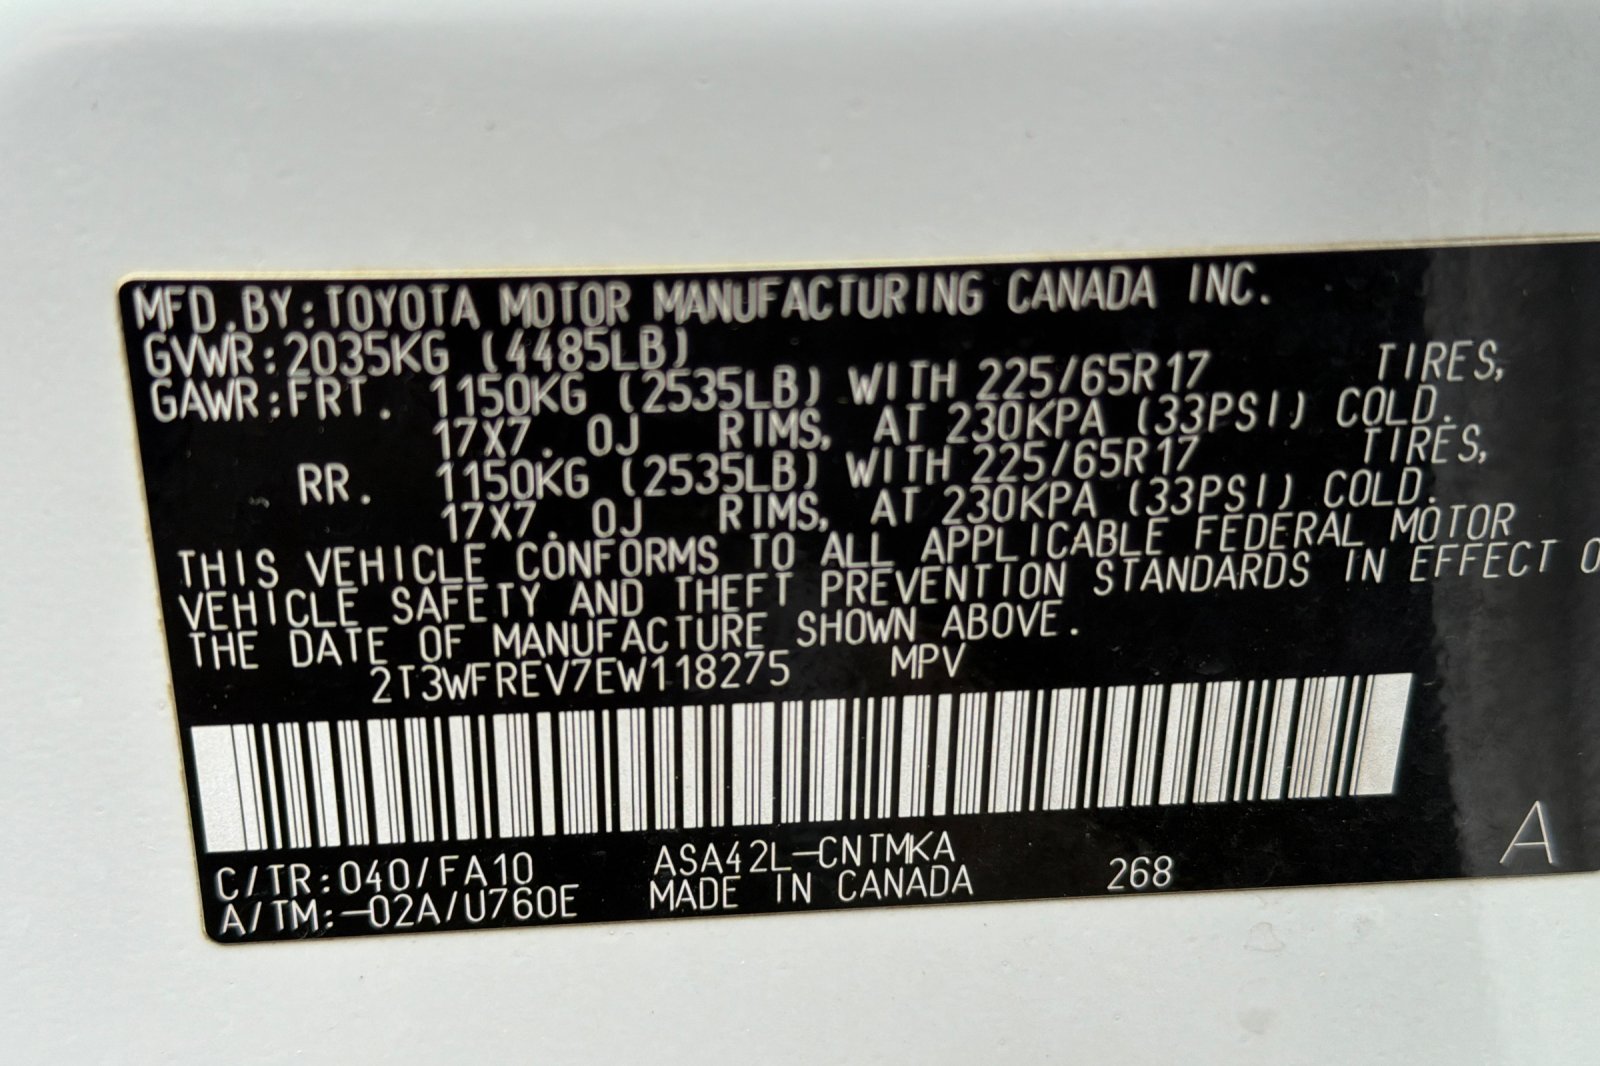 MFD.BY:TOYOTA MOTOR MANUFACTURING CANADA INC.
GVWR:2035KG (4485LB)
GAWR:FRT. 1150KG (2535LB) WITH 225/65R17 TIRES,
17X7.0J RIMS, AT 230KPA (33PSI) COLD.
RR. 1150KG (2535LB) WITH 225/65R17 TIRES,
17X7.0J RIMS, AT 230KPA (33PSI) COLD.
THIS VEHICLE CONFORMS TO ALL APPLICABLE FEDERAL MOTOR
VEHICLE SAFETY AND THEFT PREVENTION STANDARDS IN EFFECT O
THE DATE OF MANUFACTURE SHOWN ABOVE.
2T3WFREV7EW118275 MPV
C/TR:040/FA10 ASA42L-CNTMKA
A/TM:-02A/U760E MADE IN CANADA 268 A